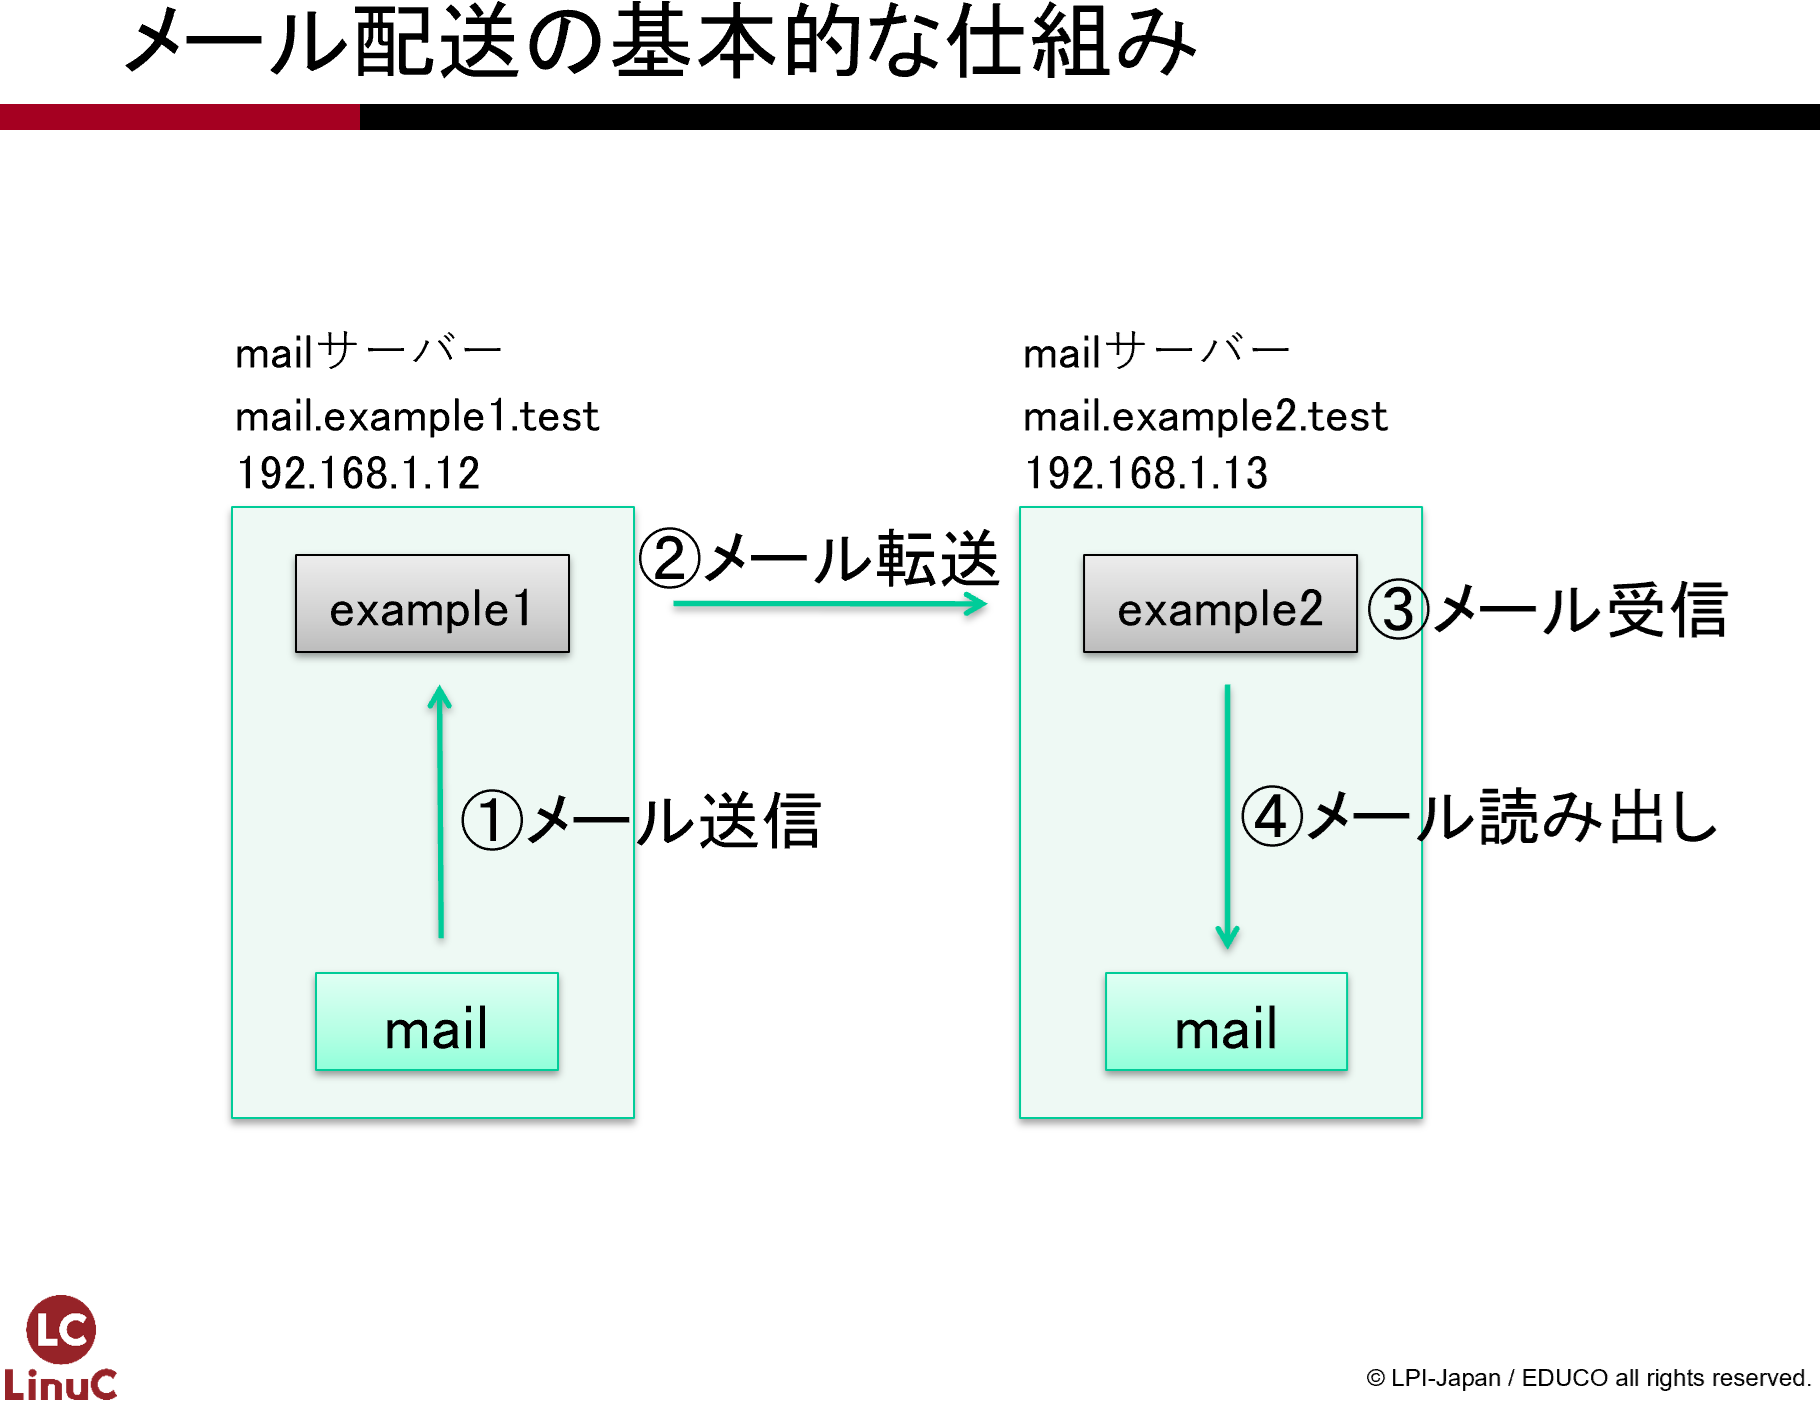 メール配送の基本的な仕組み
mailサーバー
mail.example1.test
192.168.1.12
mailサーバー
mail.example2.test
192.168.1.13
example1
②メール転送
example2
③メール受信
①メール送信
④メール読み出し
mail
mail
LC
LinuC
© LPI-Japan / EDUCO all rights reserved.